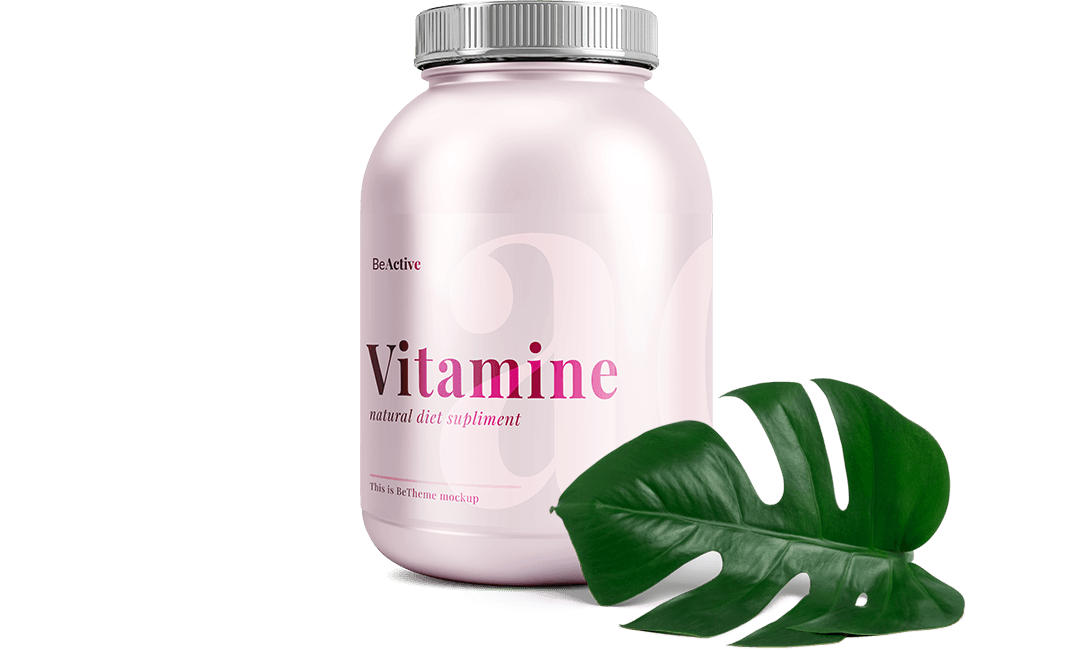 BeActive
Vitamine
natural diet supliment
This is BeTheme mockup